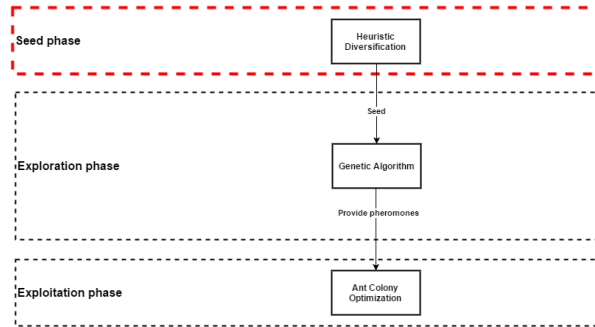 Seed phase
Heuristic
Diversification
Seed
Exploration phase
Genetic Algorithm
Provide pheromones
Exploitation phase
Ant Colony
Optimization